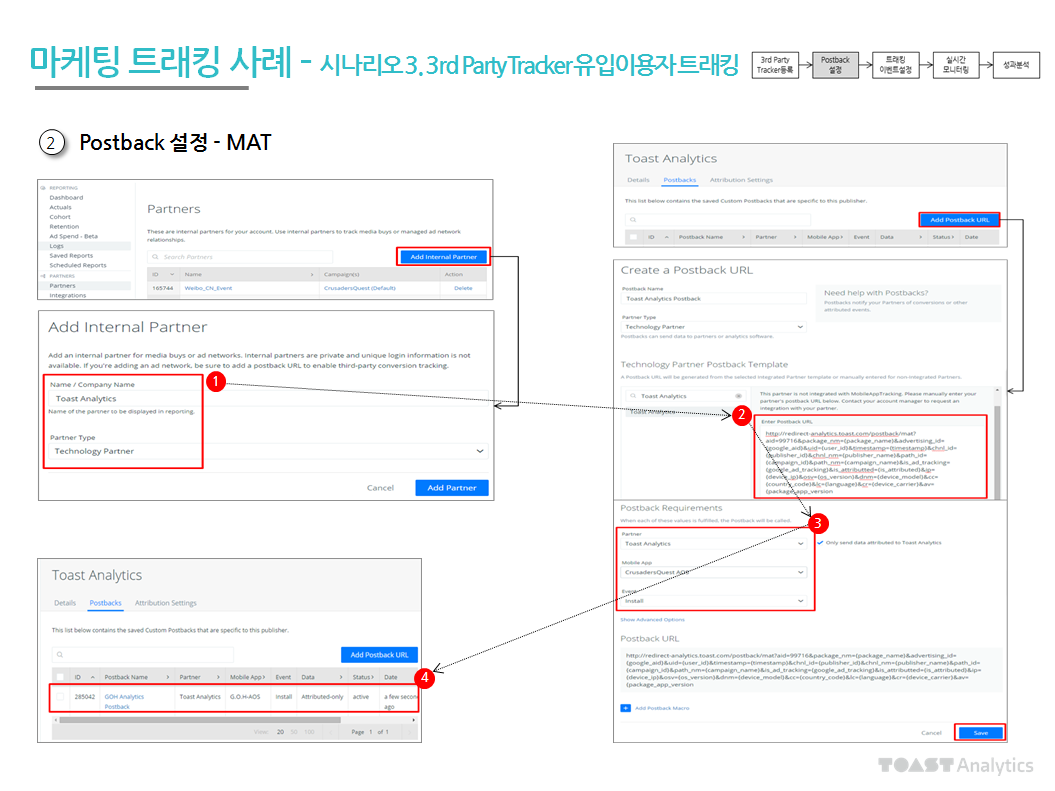 마케팅 트래킹 사례 - 시나리오 3. 3rd Party Tracker 유입이용자 트래킹
3rd Party
Tracker등록
Postback
설정
트래킹
이벤트설정
실시간
모니터링
성과분석
2 Postback 설정 - MAT
REPORTING
Dashboard
Actuals
Cohort
Retention
Ad Spend - Beta
Logs
Saved Reports
Scheduled Reports
PARTNERS
Partners
Integrations
Partners
These are internal partners for your account. Use internal partners to track media buys or managed ad network
relationships.
Search Partners
Add Internal Partner
ID Name Campaign(s) Action
165744 Weibo_CN_Event CrusadersQuest (Default) Delete
Add Internal Partner
Add an internal partner for media buys or ad networks. Internal partners are private and unique login information is not
available. If you're adding an ad network, be sure to add a postback URL to enable third-party conversion tracking.
Name / Company Name
Toast Analytics
Name of the partner to be displayed in reporting.
Partner Type
Technology Partner
Cancel Add Partner
1
Toast Analytics
Details Postbacks Attribution Settings
This list below contains the saved Custom Postbacks that are specific to this publisher.
Add Postback URL
ID Postback Name Partner Mobile App Event Data Status Date
Create a Postback URL
Postback Name
Toast Analytics Postback
Partner Type
Technology Partner
Postbacks can send data to partners or analytics software.
Need help with Postbacks?
Postbacks notify your Partners of conversions or other
attributed events.
Technology Partner Postback Template
A Postback URL will be generated from the selected Integrated Partner template or manually entered for non-integrated Partners.
Toast Analytics
Toast Analytics
This partner is not integrated with MobileAppTracking. Please manually enter your
partner's postback URL below. Contact your account manager to request an
integration with your partner.
2
Enter Postback URL
http://redirect-analytics.toast.com/postback/mat?
aid=99716&package_nm={package_name}&advertising_id=
{google_aid}&uid={user_id}&timestamp={timestamp}&chnl_id=
{publisher_id}&chnl_nm={publisher_name}&path_id=
{campaign_id}&path_nm={campaign_name}&is_ad_tracking=
{google_ad_tracking}&is_attributted={is_attributed}&ip=
{device_ip}&osv={os_version}&dnm={device_model}&cc=
{country_code}&lc={language}&cr={device_carrier}&av=
{package_app_version
Postback Requirements
When each of these values is fulfilled, the Postback will be called.
3
Partner
Toast Analytics
Only send data attributed to Toast Analytics
Mobile App
CrusadersQuest AOS
Event
Install
Show Advanced Options
Postback URL
http://redirect-analytics.toast.com/postback/mat?aid=99716&package_nm={package_name}&advertising_id=
{google_aid}&uid={user_id}&timestamp={timestamp}&chnl_id={publisher_id}&chnl_nm={publisher_name}&path_id=
{campaign_id}&path_nm={campaign_name}&is_ad_tracking={google_ad_tracking}&is_attributted={is_attributed}&ip=
{device_ip}&osv={os_version}&dnm={device_model}&cc={country_code}&lc={language}&cr={device_carrier}&av=
{package_app_version
Add Postback Macro
Cancel Save
Toast Analytics
Details Postbacks Attribution Settings
This list below contains the saved Custom Postbacks that are specific to this publisher.
Add Postback URL
ID Postback Name Partner Mobile App Event Data Status Date
4
285042 GOH Analytics Toast Analytics G.O.H-AOS Install Attributed-only active a few second
Postback ago
View 20 50 100 Page 1 of 1
TOAST Analytics